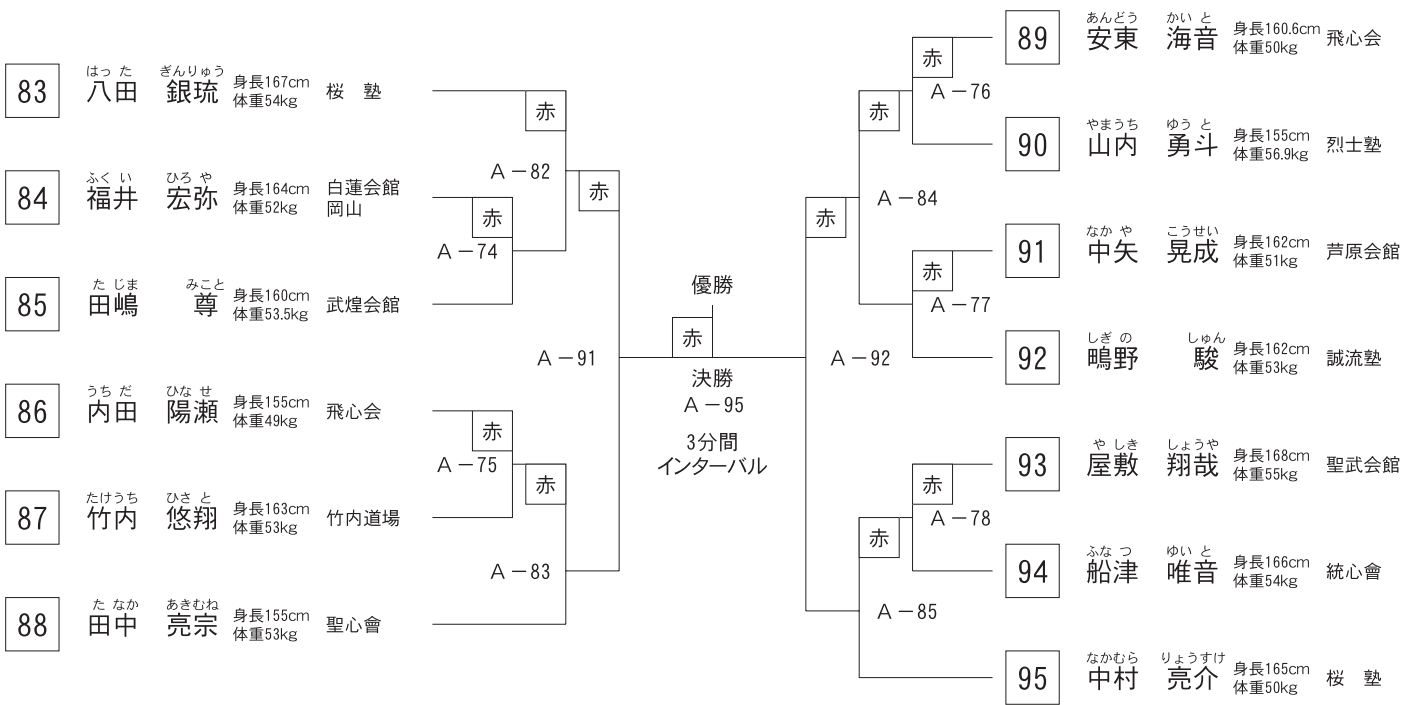 83
はった ぎんりゅう
八田 銀琉
身長167cm
体重54kg
桜 塾
84
ふくい ひろや
福井 宏弥
身長164cm
体重52kg
白蓮会館
岡山
85
たじま みこと
田嶋 尊
身長160cm
体重53.5kg
武煌会館
86
うちだ ひなせ
内田 陽瀬
身長155cm
体重49kg
飛心会
87
たけうち ひさと
竹内 悠翔
身長163cm
体重53kg
竹内道場
88
たなか あきむね
田中 亮宗
身長155cm
体重53kg
聖心會
赤
A－82
赤
赤
A－74
A－91
赤
A－75
赤
A－83
優勝
赤
決勝
A－95
3分間
インターバル
赤
A－76
赤
A－84
赤
赤
A－77
A－92
赤
A－78
赤
A－85
89
あんどう かいと
安東 海音
身長160.6cm
体重50kg
飛心会
90
やまうち ゆうと
山内 勇斗
身長155cm
体重56.9kg
烈士塾
91
なかや こうせい
中矢 晃成
身長162cm
体重51kg
芦原会館
92
しぎの しゅん
鴫野 駿
身長162cm
体重53kg
誠流塾
93
やしき しょうや
屋敷 翔哉
身長168cm
体重55kg
聖武会館
94
ふなつ ゆいと
船津 唯音
身長166cm
体重54kg
統心會
95
なかむら りょうすけ
中村 亮介
身長165cm
体重50kg
桜 塾